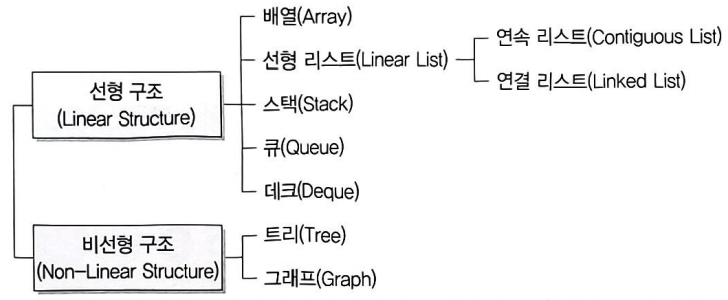 배열(Array)
선형 리스트(Linear List)
연속 리스트(Contiguous List)
연결 리스트(Linked List)
선형 구조
(Linear Structure)
스택(Stack)
큐(Queue)
데크(Deque)
비선형 구조
(Non-Linear Structure)
트리(Tree)
그래프(Graph)